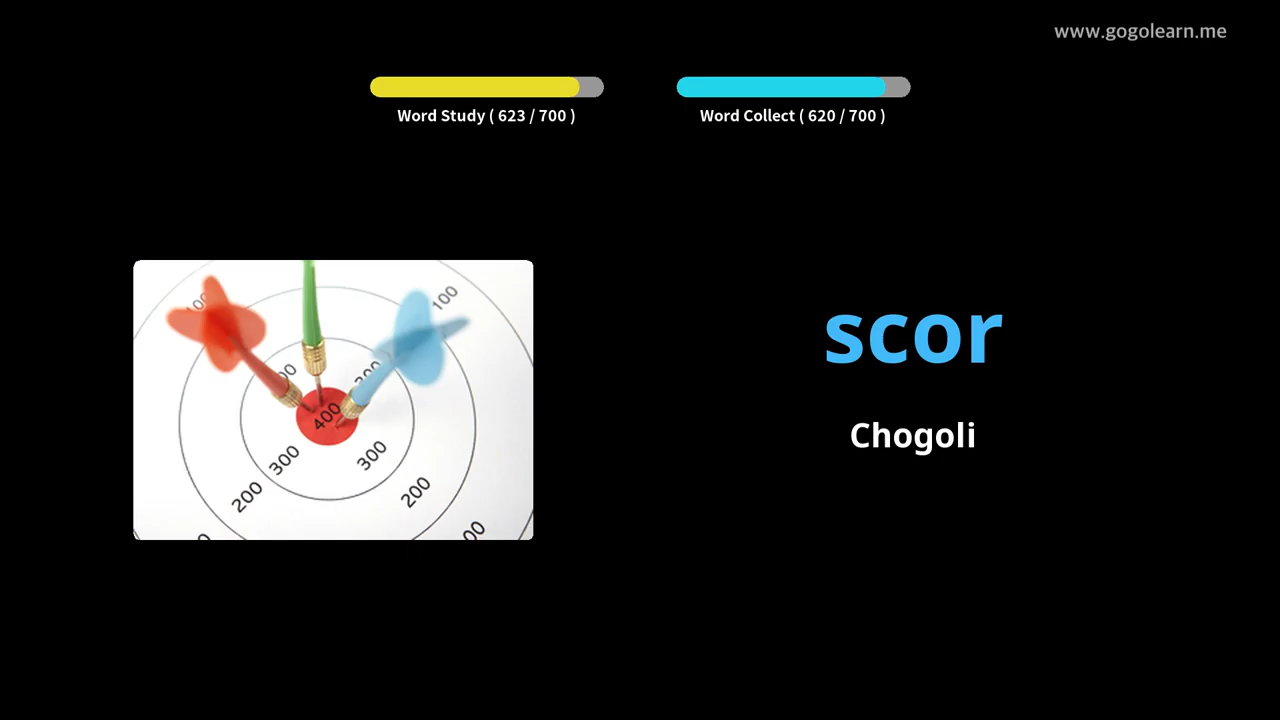 www.gogolearn.me
Word Study ( 623 / 700 )
Word Collect ( 620 / 700 )
scor
Chogoli
100
100
200
400
300
300
200
200